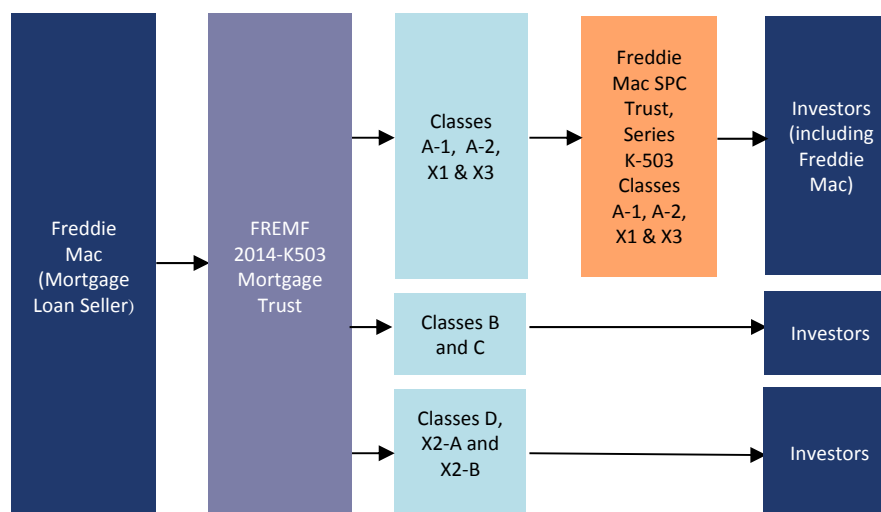 Freddie
Mac
(Mortgage
Loan Seller)
FREMF
2014-K503
Mortgage
Trust
Classes
A-1, A-2,
X1 & X3
Freddie
Mac SPC
Trust,
Series
K-503
Classes
A-1, A-2,
X1 & X3
Investors
(including
Freddie
Mac)
Classes B
and C
Investors
Classes D,
X2-A and
X2-B
Investors